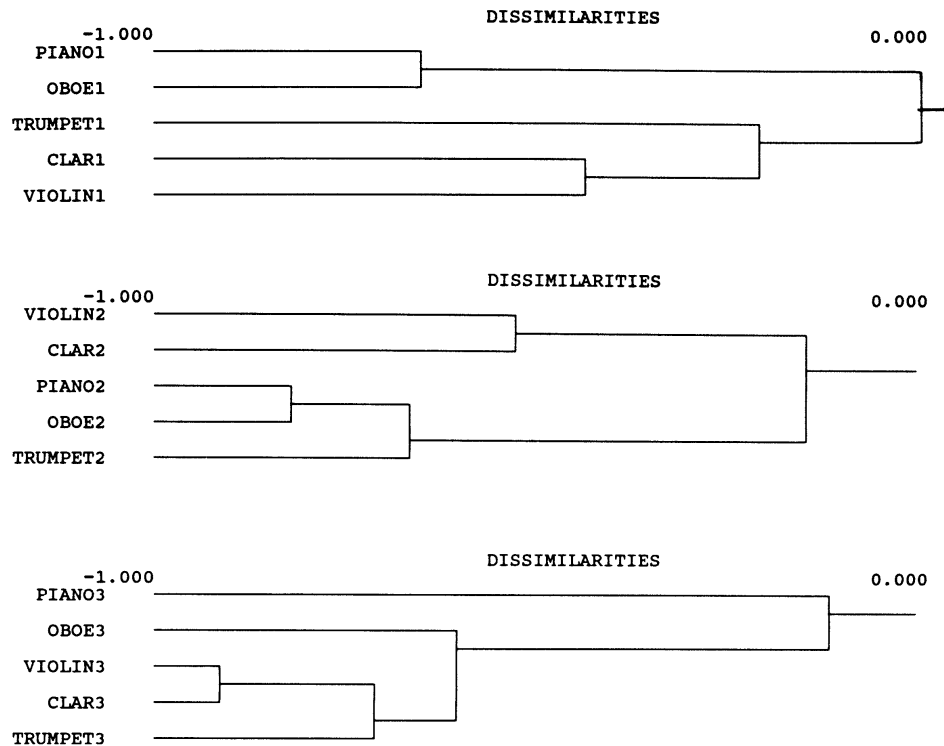 DISSIMILARITIES
-1.000 0.000
PIANO1
OBOE1
TRUMPET1
CLAR1
VIOLIN1
DISSIMILARITIES
-1.000 0.000
VIOLIN2
CLAR2
PIANO2
OBOE2
TRUMPET2
DISSIMILARITIES
-1.000 0.000
PIANO3
OBOE3
VIOLIN3
CLAR3
TRUMPET3